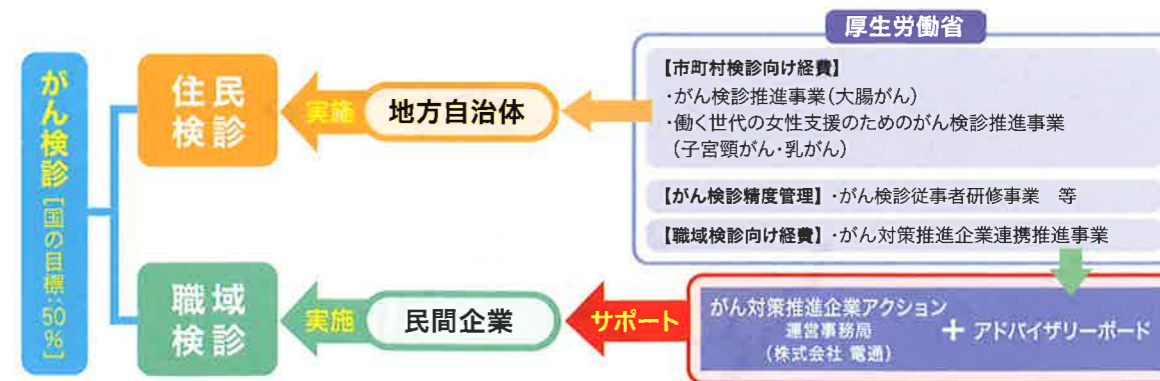 がん検診[国の目標:50%]
住民
検診
実施
地方自治体
厚生労働省
【市町村検診向け経費】
・がん検診推進事業(大腸がん)
・働く世代の女性支援のためのがん検診推進事業
(子宮頸がん・乳がん)
【がん検診精度管理】・がん検診従事者研修事業　等
【職域検診向け経費】・がん対策推進企業連携推進事業
職域
検診
実施
民間企業
サポート
がん対策推進企業アクション
運営事務局
(株式会社 電通)
+ アドバイザリーボード